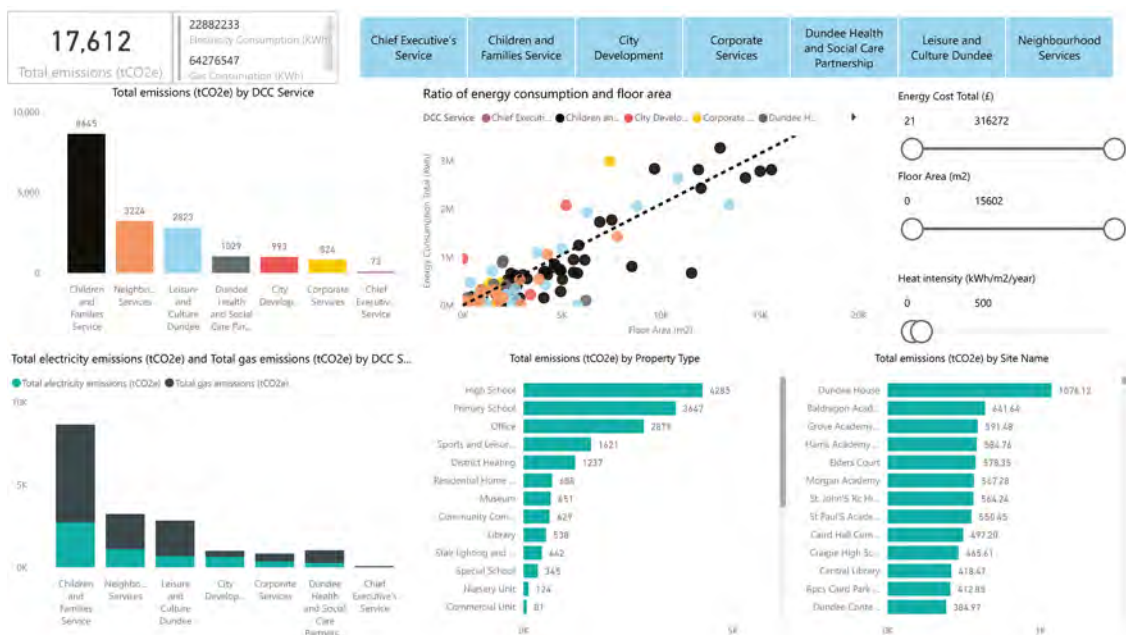 17,612
Total emissions (tCO2e)
22882233
Electricity Consumption (KWh)
64276547
Gas Consumption (KWh)
Chief Executive's
Service
Children and
Families Service
City
Development
Corporate
Services
Dundee Health
and Social Care
Partnership
Leisure and
Culture Dundee
Neighbourhood
Services
Total emissions (tCO2e) by DCC Service
10,000
5,000
0
8645
3224
2823
1029
993
824
73
Children
and
Families
Service
Neighbo...
Services
Leisure
and
Culture
Dundee
Dundee
Health
and Social
Care Par...
City
Develop...
Corporate
Services
Chief
Executive...
Service
Ratio of energy consumption and floor area
DCC Service Chief Executi... Children an... City Develo... Corporate ... Dundee H...
Energy Consumption Total (KWh)
3M
2M
1M
0M
0K 5K 10K 15K 20K
Floor Area (m2)
Energy Cost Total (£)
21 316272
Floor Area (m2)
0 15602
Heat intensity (kWh/m2/year)
0 500
Total electricity emissions (tCO2e) and Total gas emissions (tCO2e) by DCC S...
Total electricity emissions (tCO2e) Total gas emissions (tCO2e)
10K
5K
0K
Children
and
Families
Service
Neighbo...
Services
Leisure
and
Culture
Dundee
City
Develop...
Corporate
Services
Dundee
Health
and Social
Care
Chief
Executive's
Service
Total emissions (tCO2e) by Property Type
High School 4285
Primary School 3647
Office 2879
Sports and Leisure... 1621
District Heating 1237
Residential Home ... 688
Museum 651
Community Com... 629
Library 538
Stair lighting and ... 442
Special School 345
Nursery Unit 124
Commercial Unit 81
0K 5K
Total emissions (tCO2e) by Site Name
Dundee House 1076.12
Baldragon Acad... 641.64
Grove Academy... 591.48
Harris Academy... 584.76
Elders Court 578.35
Morgan Academy 567.28
St. John'S Rc Hi... 564.24
St Paul'S Acade... 550.45
Caird Hall Com... 497.20
Craigie High Sc... 465.61
Central Library 418.47
Caird Park ... 412.85
Dundee 384.97
0K 1K